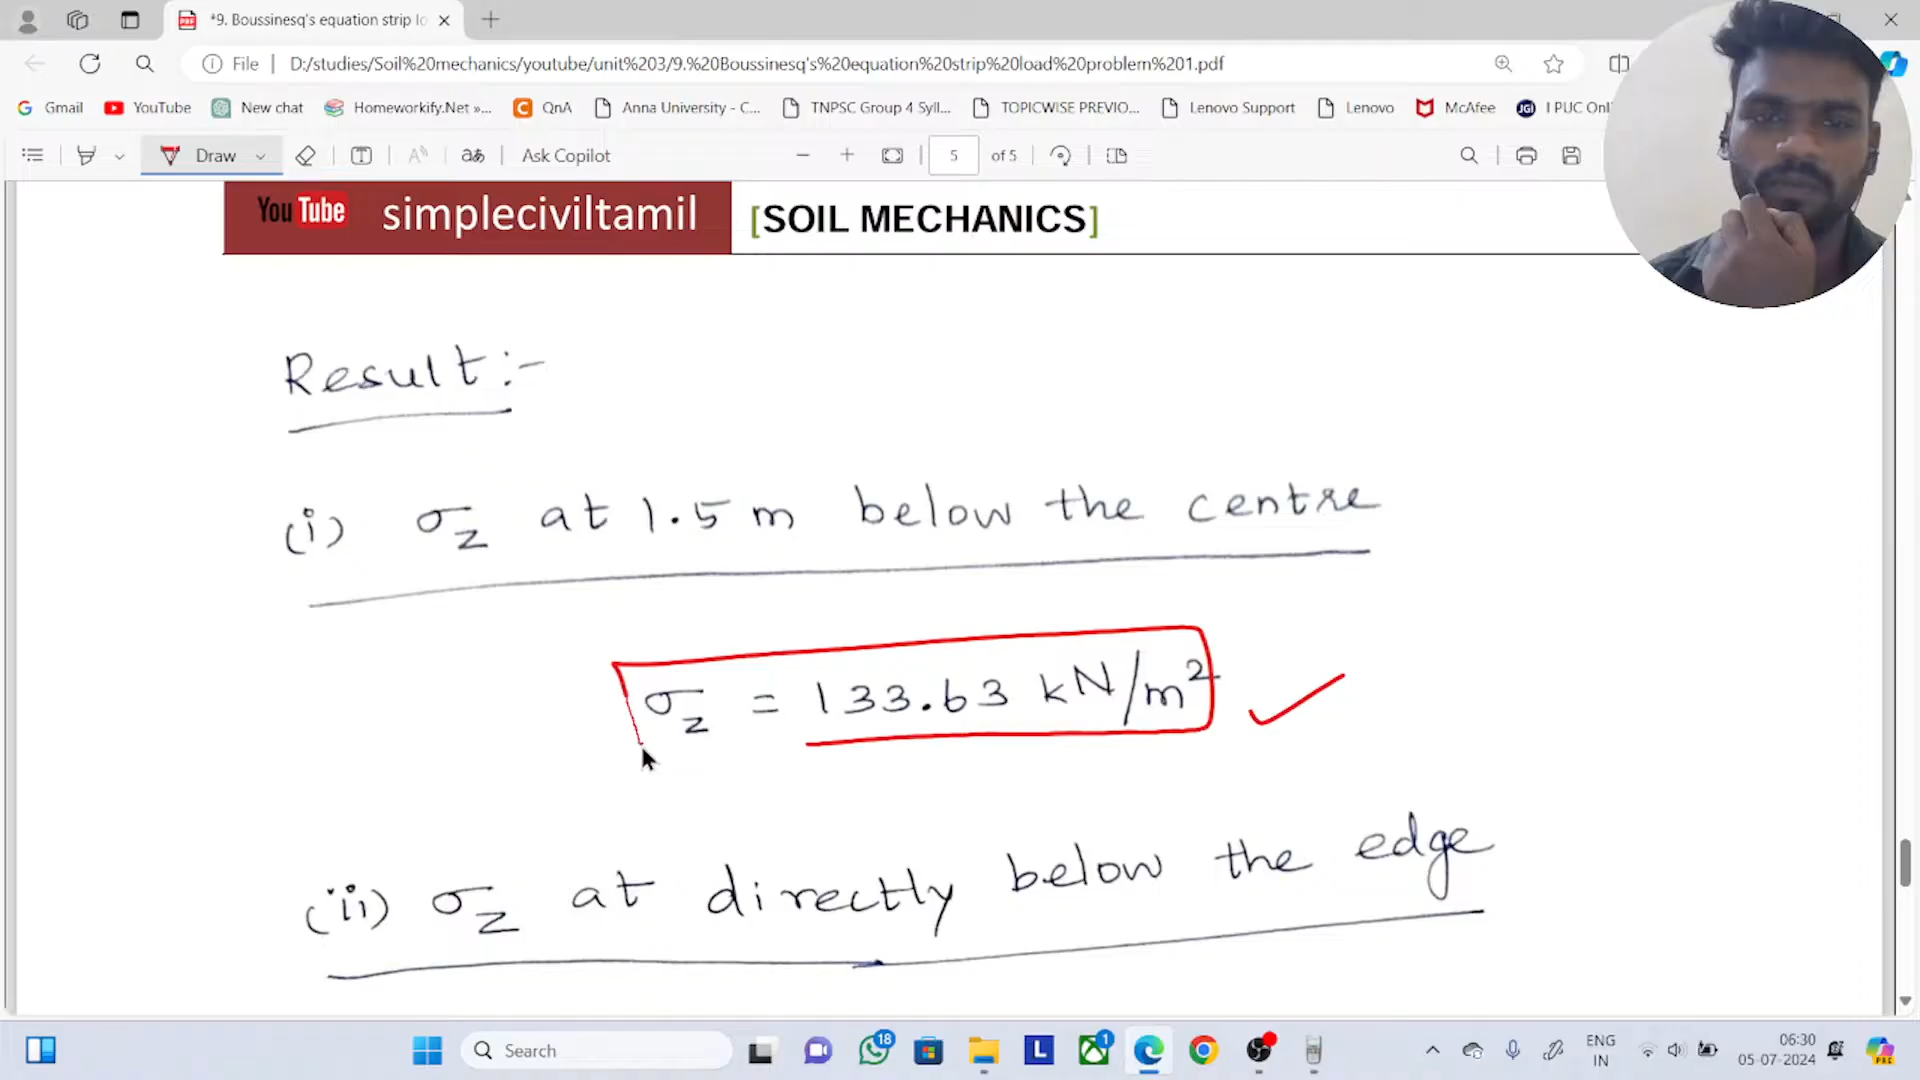 *9. Boussinesq's equation strip lo
File
D:/studies/Soil%20mechanics/youtube/unit%203/9.%20Boussinesq's%20equation%20strip%20load%20problem%201.pdf
Gmail YouTube New chat Homeworkify.Net »... QnA Anna University - C... TNPSC Group 4 Syll... TOPICWISE PREVIO... Lenovo Support Lenovo McAfee I PUC Onl
Draw Ask Copilot 5 of 5
YouTube simpleciviltamil [SOIL MECHANICS]
Result:-
(i) σz at 1.5 m below the centre
σz = 133.63 kN/m²
(ii) σz at directly below the edge
Search
18
1
ENG
IN
06:30
05-07-2024